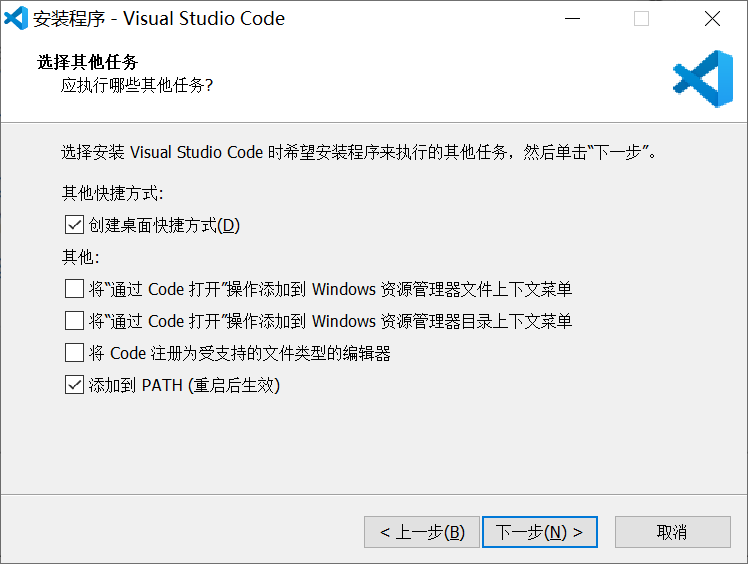 安装程序 - Visual Studio Code
选择其他任务
应执行哪些其他任务?
选择安装 Visual Studio Code 时希望安装程序来执行的其他任务，然后单击“下一步”。
其他快捷方式:
创建桌面快捷方式(D)
其他:
将“通过 Code 打开”操作添加到 Windows 资源管理器文件上下文菜单
将“通过 Code 打开”操作添加到 Windows 资源管理器目录上下文菜单
将 Code 注册为受支持的文件类型的编辑器
添加到 PATH (重启后生效)
< 上一步(B) 下一步(N) > 取消